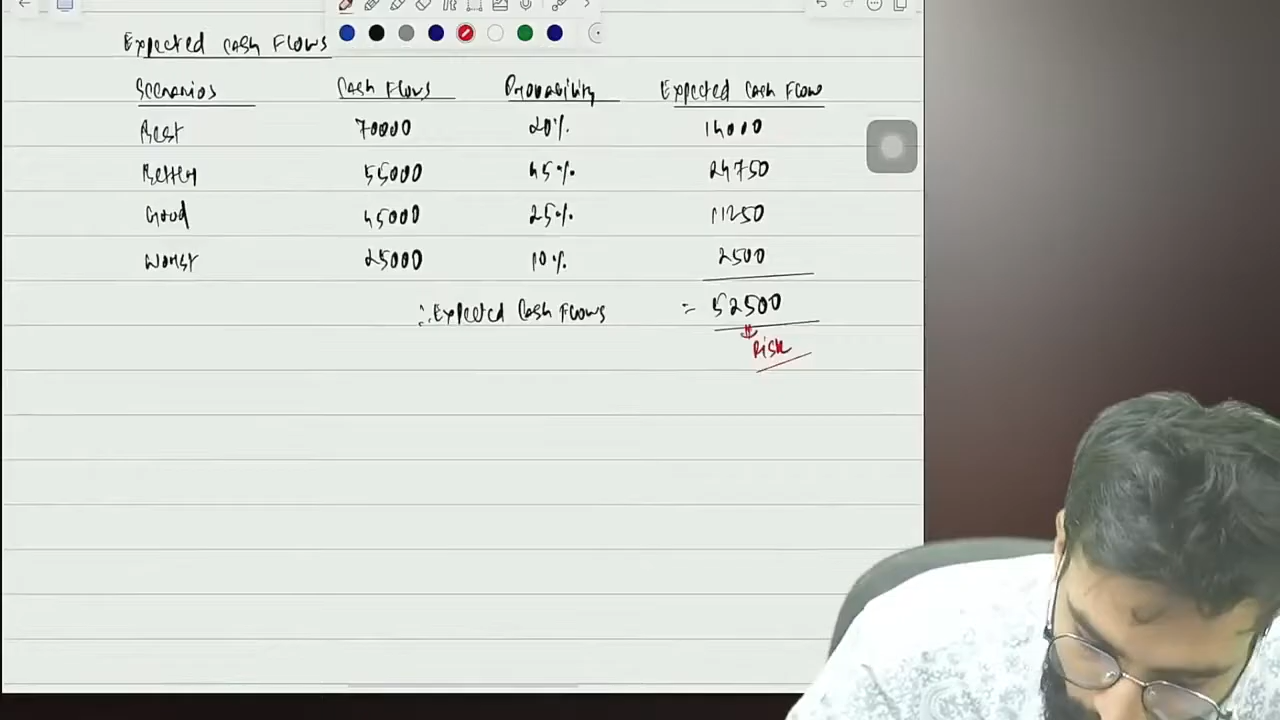 Expected Cash Flows
Scenarios Cash Flows Probability Expected Cash Flow
Best 70000 20% 14000
Better 55000 45% 24750
Good 45000 25% 11250
Worst 25000 10% 2500
∴ Expected Cash Flows = 52500
Risk